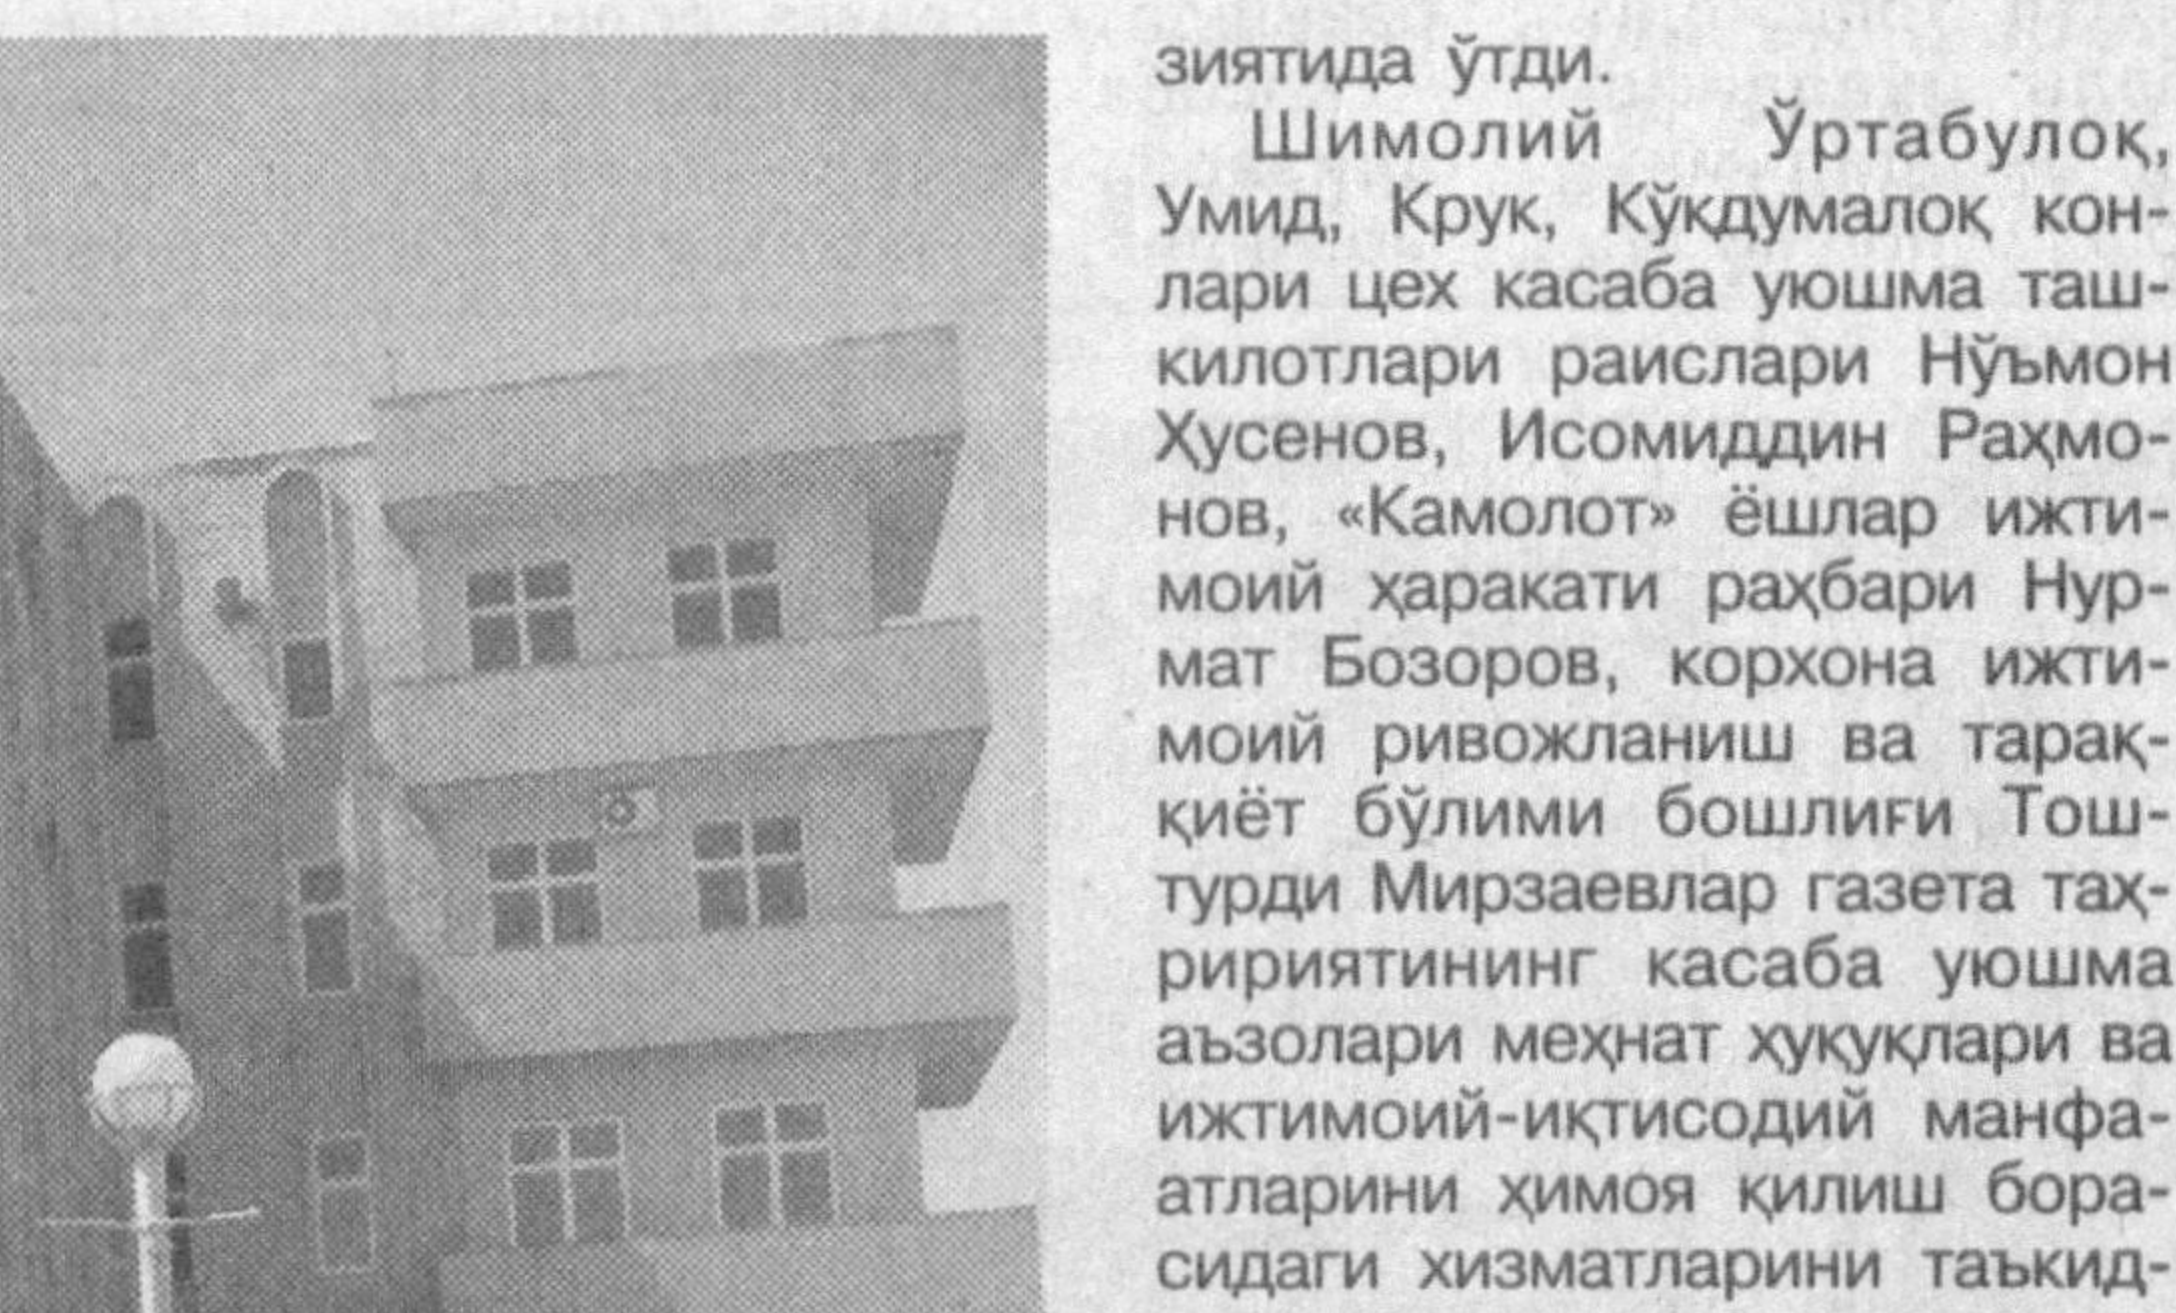 зиятида ўтди.
Шимолий Ўртабулоқ,
Умид, Крук, Кўкдумалоқ кон-
лари цех касаба уюшма таш-
килотлари раислари Нўъмон
Ҳусенов, Исомиддин Раҳмо-
нов, «Камолот» ёшлар ижти-
моий ҳаракати раҳбари Нур-
мат Бозоров, корхона ижти-
моий ривожланиш ва тарақ-
қиёт бўлими бошлиғи Тош-
турди Мирзаевлар газета таҳ-
ририятининг касаба уюшма
аъзолари меҳнат ҳуқуқлари ва
ижтимоий-иқтисодий манфа-
атларини ҳимоя қилиш бора-
сидаги хизматларини таъкид-